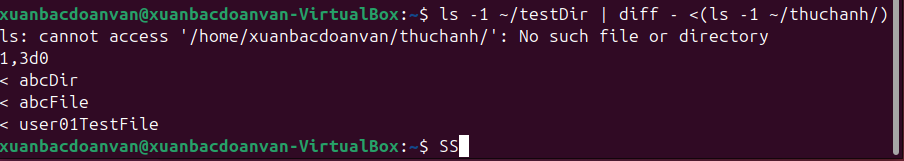 xuanbacdoanvan@xuanbacdoanvan-VirtualBox:~$ ls -1 ~/testDir | diff - <(ls -1 ~/thuchanh/)
ls: cannot access '/home/xuanbacdoanvan/thuchanh/': No such file or directory
1,3d0
< abcDir
< abcFile
< user01TestFile
xuanbacdoanvan@xuanbacdoanvan-VirtualBox:~$ SS